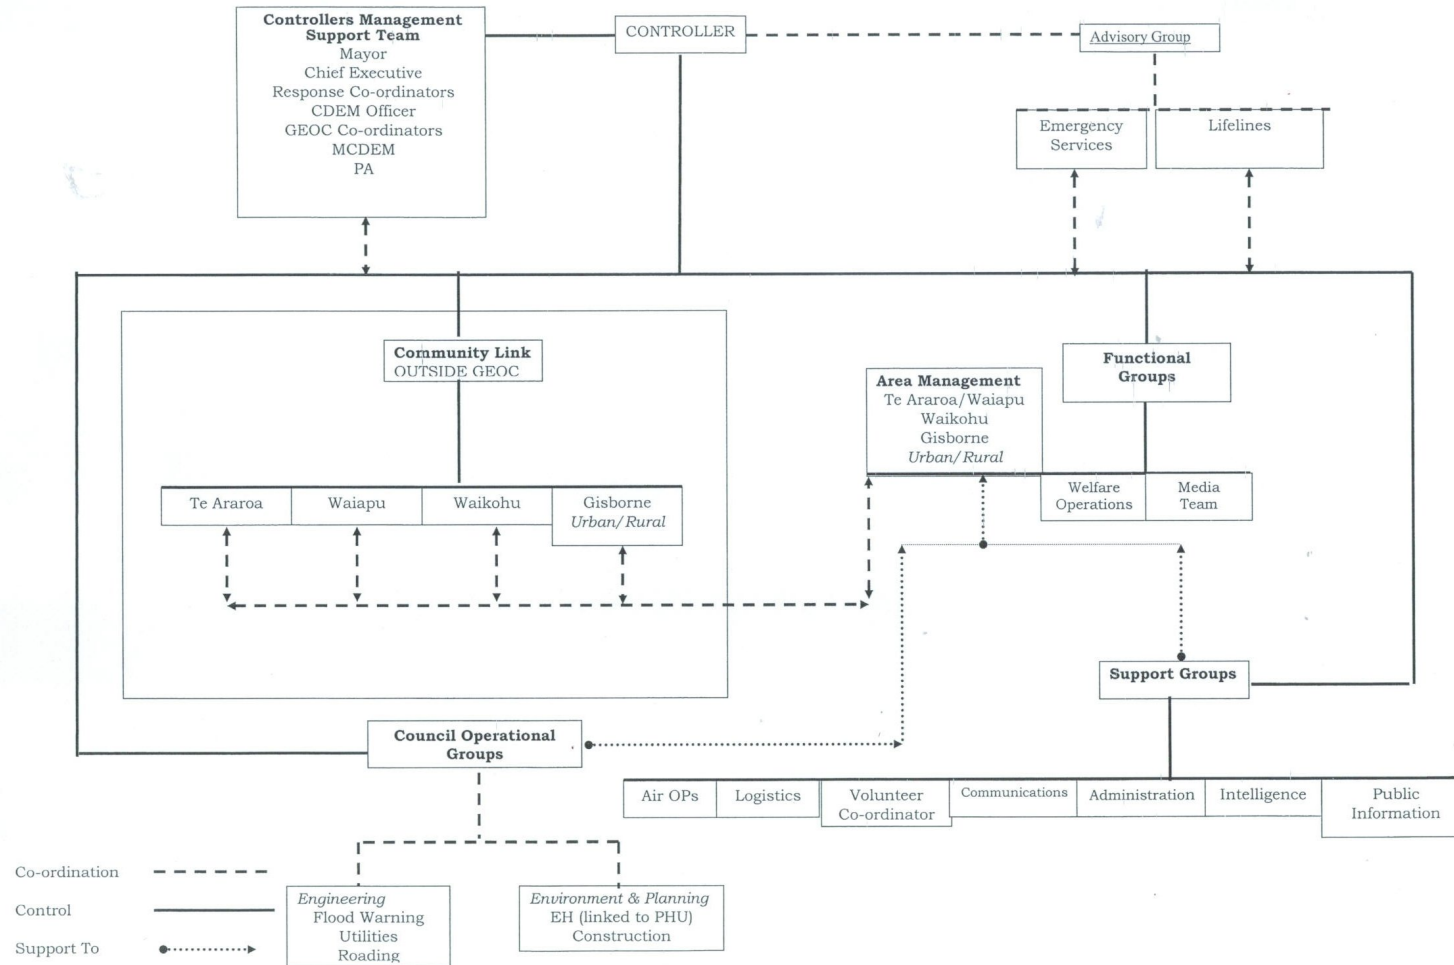 Controllers Management
Support Team
Mayor
Chief Executive
Response Co-ordinators
CDEM Officer
GEOC Co-ordinators
MCDEM
PA
CONTROLLER
Advisory Group
Emergency
Services
Lifelines
Community Link
OUTSIDE GEOC
Te Araroa
Waiapu
Waikohu
Gisborne
Urban/Rural
Area Management
Te Araroa/Waiapu
Waikohu
Gisborne
Urban/Rural
Functional
Groups
Welfare
Operations
Media
Team
Support Groups
Council Operational
Groups
Air OPs
Logistics
Volunteer
Co-ordinator
Communications
Administration
Intelligence
Public
Information
Co-ordination
Control
Support To
Engineering
Flood Warning
Utilities
Roading
Environment & Planning
EH (linked to PHU)
Construction